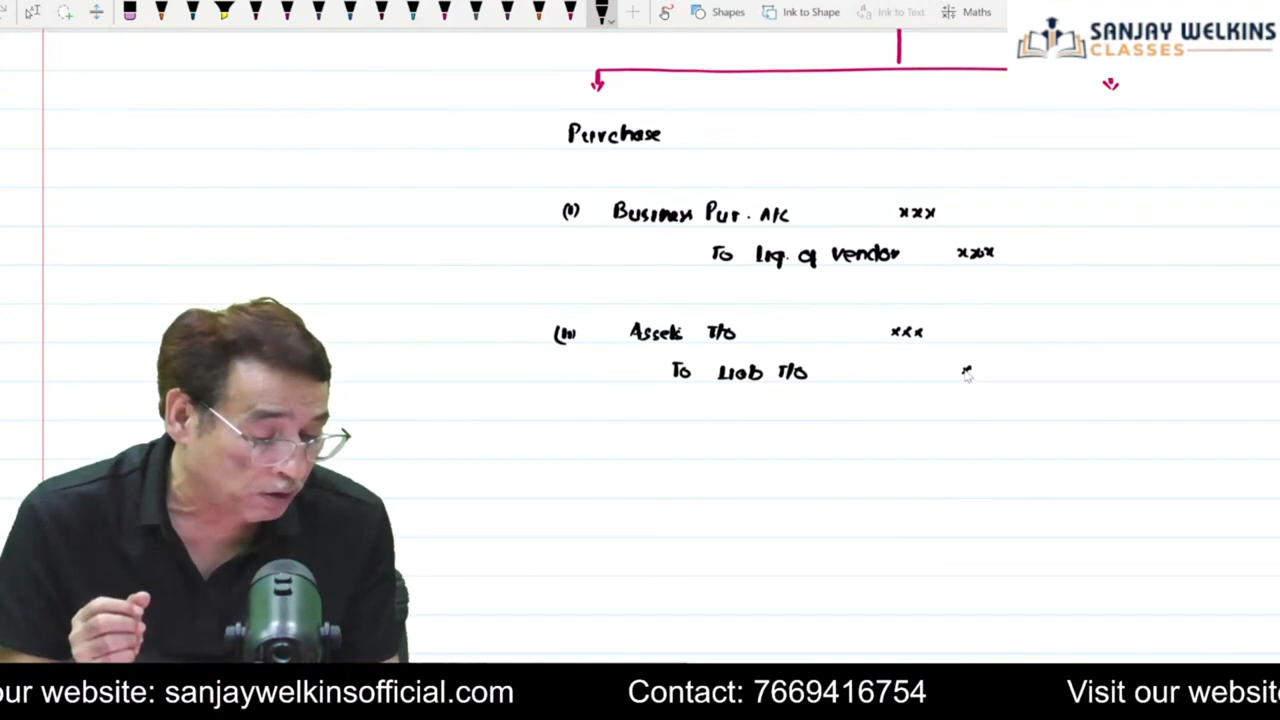 Shapes Ink to Shape Ink to Text Maths
SANJAY WELKINS
CLASSES
Purchase
(i) Business Pur. A/C xxx
To Liq. of vendor xxx
(ii) Assets T/o xxx
To Liab T/o x
our website: sanjaywelkinsofficial.com Contact: 7669416754 Visit our website